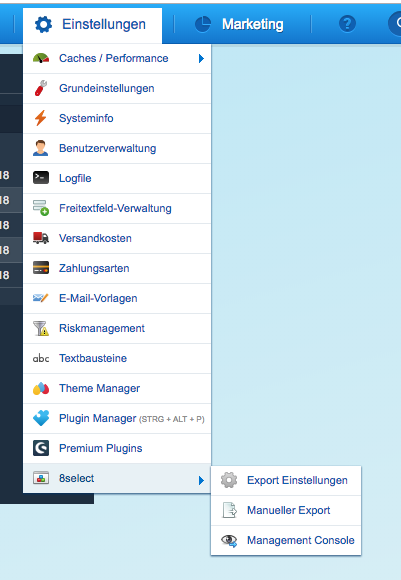 Einstellungen
Marketing
?
Caches / Performance
Grundeinstellungen
Systeminfo
Benutzerverwaltung
18
Logfile
18
Freitextfeld-Verwaltung
18
Versandkosten
18
Zahlungsarten
18
E-Mail-Vorlagen
Riskmanagement
abc Textbausteine
Theme Manager
Plugin Manager (STRG + ALT + P)
Premium Plugins
8select
Export Einstellungen
Manueller Export
Management Console